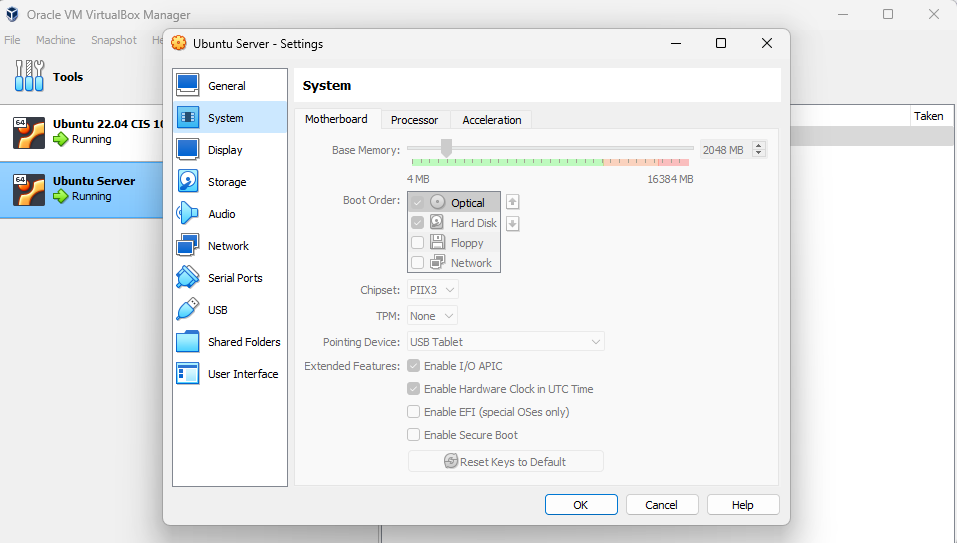 Oracle VM VirtualBox Manager
File Machine Snapshot He
Ubuntu Server - Settings
Tools
64 Ubuntu 22.04 CIS 10
Running
64 Ubuntu Server
Running
General
System
Display
Storage
Audio
Network
Serial Ports
USB
Shared Folders
User Interface
System
Motherboard Processor Acceleration
Base Memory: 2048 MB
4 MB 16384 MB
Boot Order: Optical
Hard Disk
Floppy
Network
Chipset: PIIX3
TPM: None
Pointing Device: USB Tablet
Extended Features: Enable I/O APIC
Enable Hardware Clock in UTC Time
Enable EFI (special OSes only)
Enable Secure Boot
Reset Keys to Default
OK Cancel Help
Taken